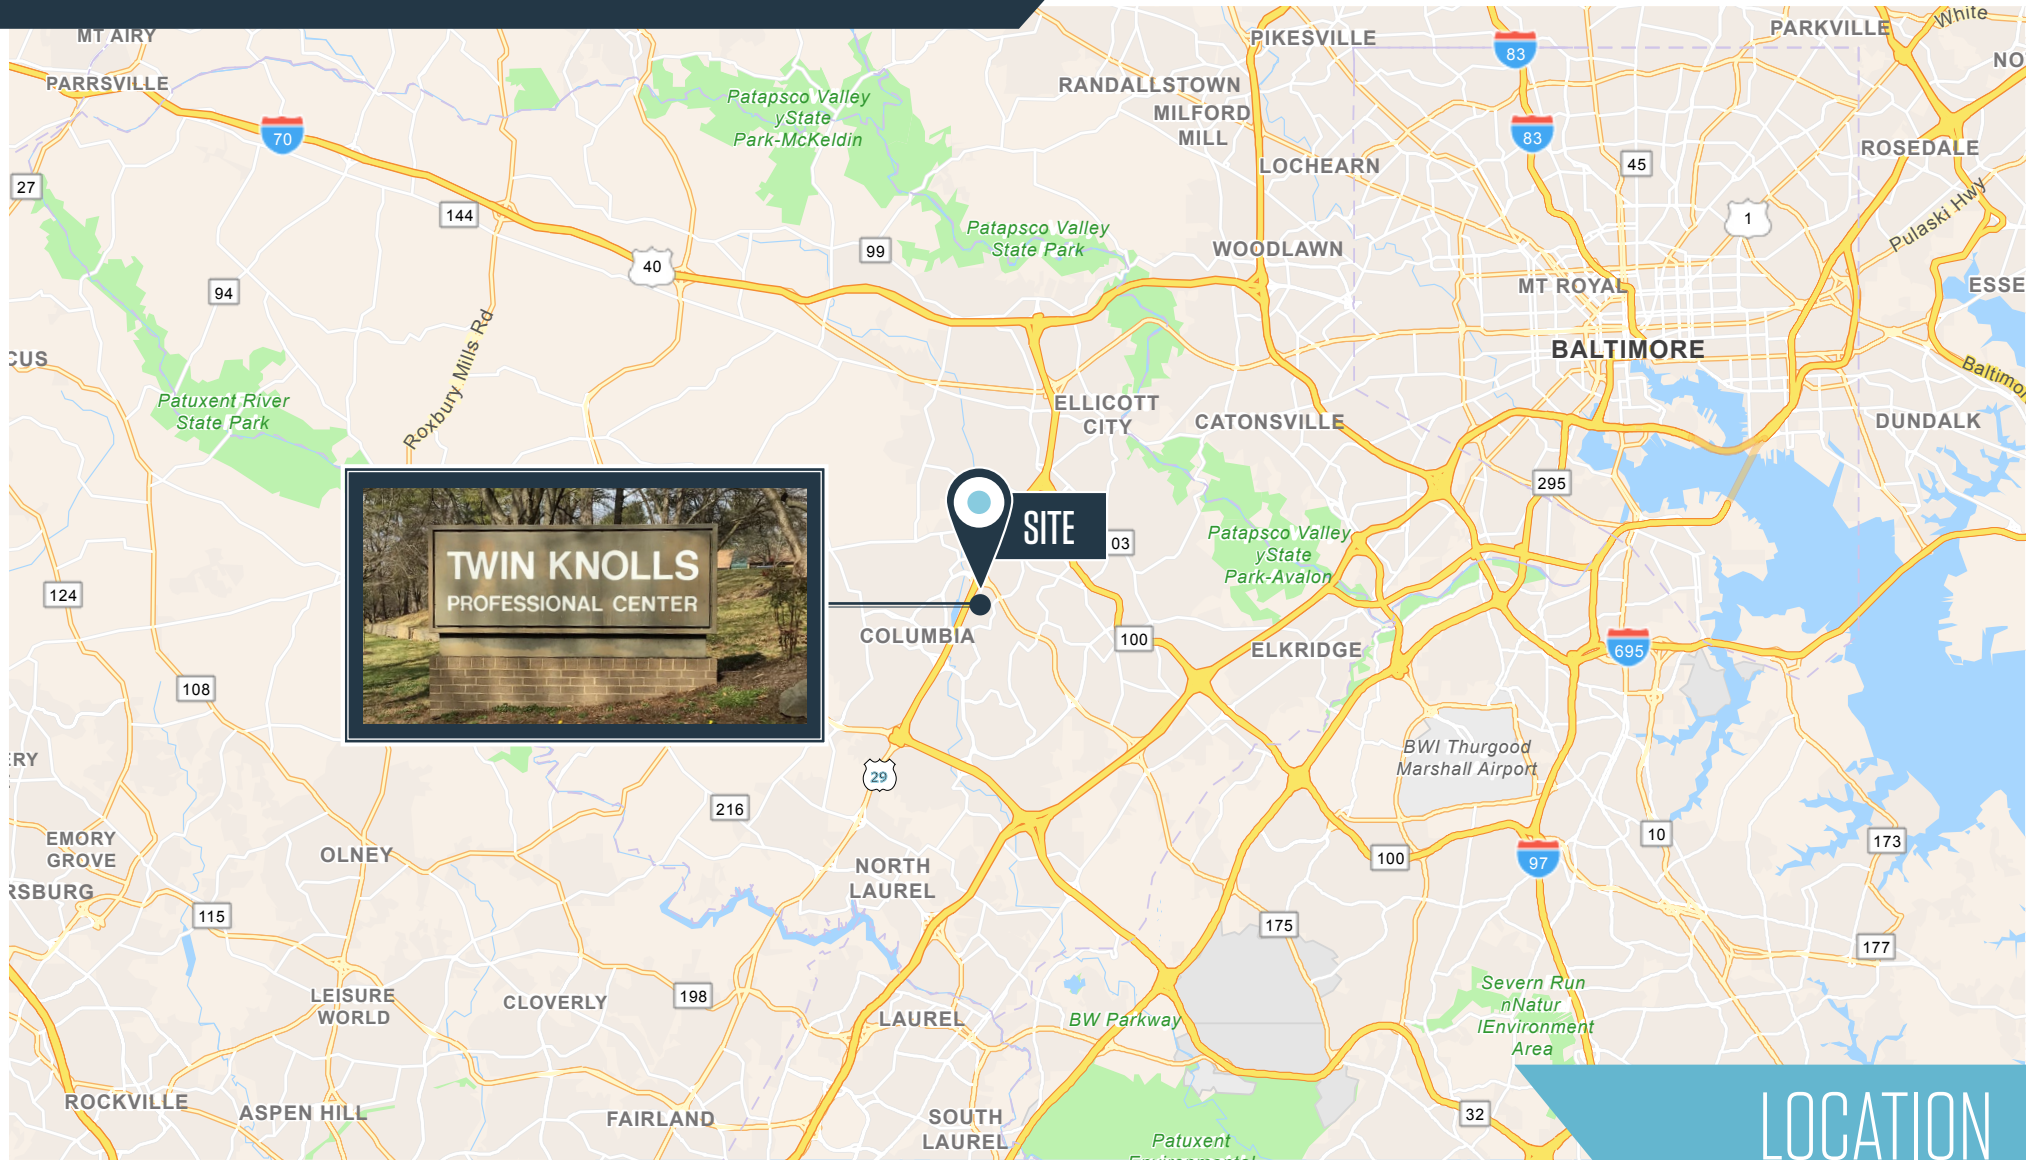 MT AIRY
PIKESVILLE
83
PARKVILLE
White
PARRSVILLE
RANDALLSTOWN
NO
Patapsco Valley
yState
Park-McKeldin
MILFORD
MILL
70
83
LOCHEARN
45
ROSEDALE
27
144
1
Pulaski Hwy
99
Patapsco Valley
State Park
WOODLAWN
40
94
MT ROYAL
ESSE
Roxbury Mills Rd
BALTIMORE
CUS
Baltimo
Patuxent River
State Park
ELLICOTT
CITY
CATONSVILLE
DUNDALK
295
SITE
03
Patapsco Valley
yState
Park-Avalon
TWIN KNOLLS
PROFESSIONAL CENTER
124
COLUMBIA
100
ELKRIDGE
695
108
ERY
BWI Thurgood
Marshall Airport
29
216
EMORY
GROVE
OLNEY
10
173
NORTH
LAUREL
100
97
RSBURG
115
175
177
LEISURE
WORLD
CLOVERLY
198
LAUREL
BW Parkway
Severn Run
nNatur
lEnvironment
Area
ROCKVILLE
ASPEN HILL
FAIRLAND
SOUTH
LAUREL
32
Patuxent
LOCATION